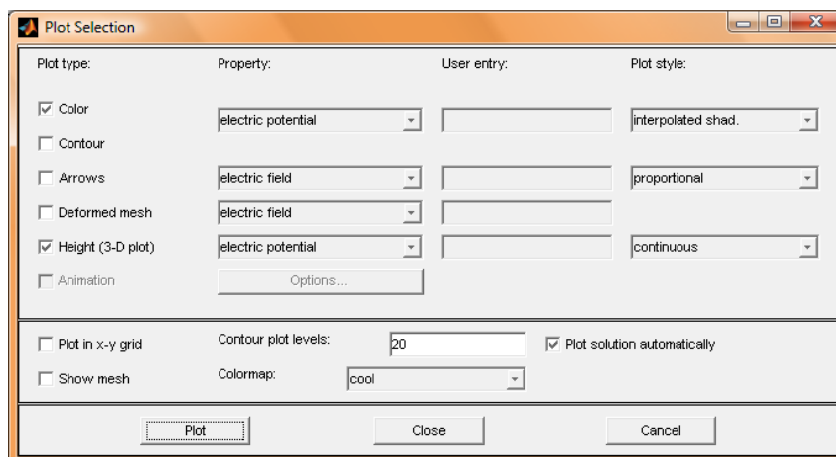 Plot Selection
Plot type: Property: User entry: Plot style:
Color electric potential interpolated shad.
Contour
Arrows electric field proportional
Deformed mesh electric field
Height (3-D plot) electric potential continuous
Animation Options...
Plot in x-y grid Contour plot levels: 20 Plot solution automatically
Show mesh Colormap: cool
Plot Close Cancel